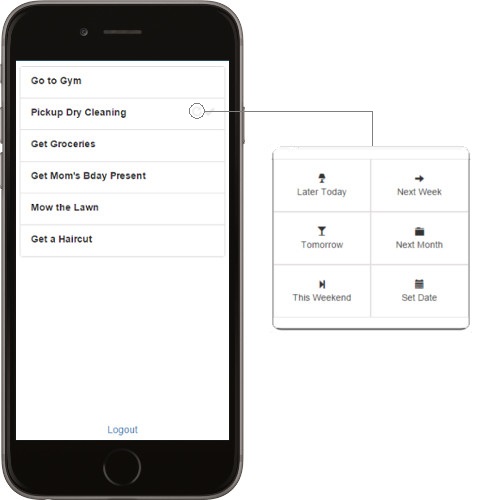 Go to Gym
Pickup Dry Cleaning
Get Groceries
Get Mom's Bday Present
Mow the Lawn
Get a Haircut
Logout
Later Today
Next Week
Tomorrow
Next Month
This Weekend
Set Date